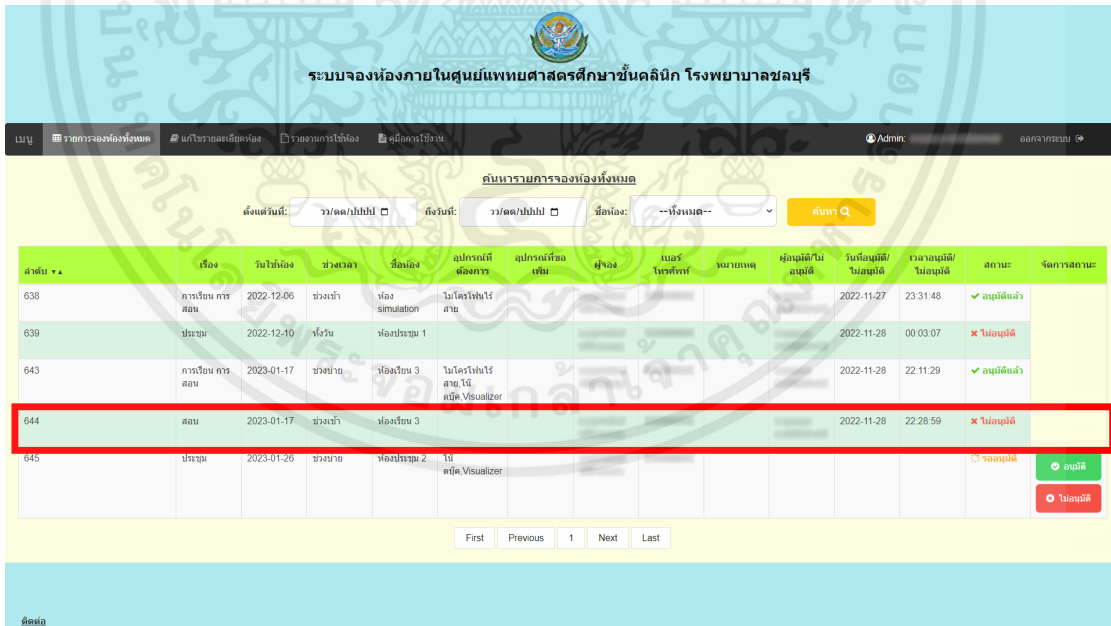 ระบบจองห้องภายในศูนย์แพทยศาสตรศึกษาชั้นคลินิก โรงพยาบาลชลบุรี
เมนู รายการจองห้องทั้งหมด แก้ไขรายละเอียดห้อง รายงานการใช้ห้อง คู่มือการใช้งาน Admin: ออกจากระบบ
ค้นหารายการจองห้องทั้งหมด
ตั้งแต่วันที่: วว/ดด/ปปปป ถึงวันที่: วว/ดด/ปปปป ชื่อห้อง: --ทั้งหมด-- ค้นหา
ลำดับ ▼▲ เรื่อง วันใช้ห้อง ช่วงเวลา ชื่อห้อง อุปกรณ์ที่ต้องการ อุปกรณ์ที่ขอเพิ่ม ผู้จอง เบอร์โทรศัพท์ หมายเหตุ ผู้อนุมัติ/ไม่อนุมัติ วันที่อนุมัติ/ไม่อนุมัติ เวลาอนุมัติ/ไม่อนุมัติ สถานะ จัดการสถานะ
638 การเรียน การสอน 2022-12-06 ช่วงเช้า ห้อง simulation ไมโครโฟนไร้สาย 2022-11-27 23:31:48 อนุมัติแล้ว
639 ประชุม 2022-12-10 ทั้งวัน ห้องประชุม 1 2022-11-28 00:03:07 ไม่อนุมัติ
643 การเรียน การสอน 2023-01-17 ช่วงบ่าย ห้องเรียน 3 ไมโครโฟนไร้สาย,โน๊ตบุ๊ค,Visualizer 2022-11-28 22:11:29 อนุมัติแล้ว
644 สอบ 2023-01-17 ช่วงเช้า ห้องเรียน 3 2022-11-28 22:28:59 ไม่อนุมัติ
645 ประชุม 2023-01-26 ช่วงบ่าย ห้องประชุม 2 โน๊ตบุ๊ค,Visualizer รออนุมัติ อนุมัติ
ไม่อนุมัติ
First Previous 1 Next Last
ติดต่อ